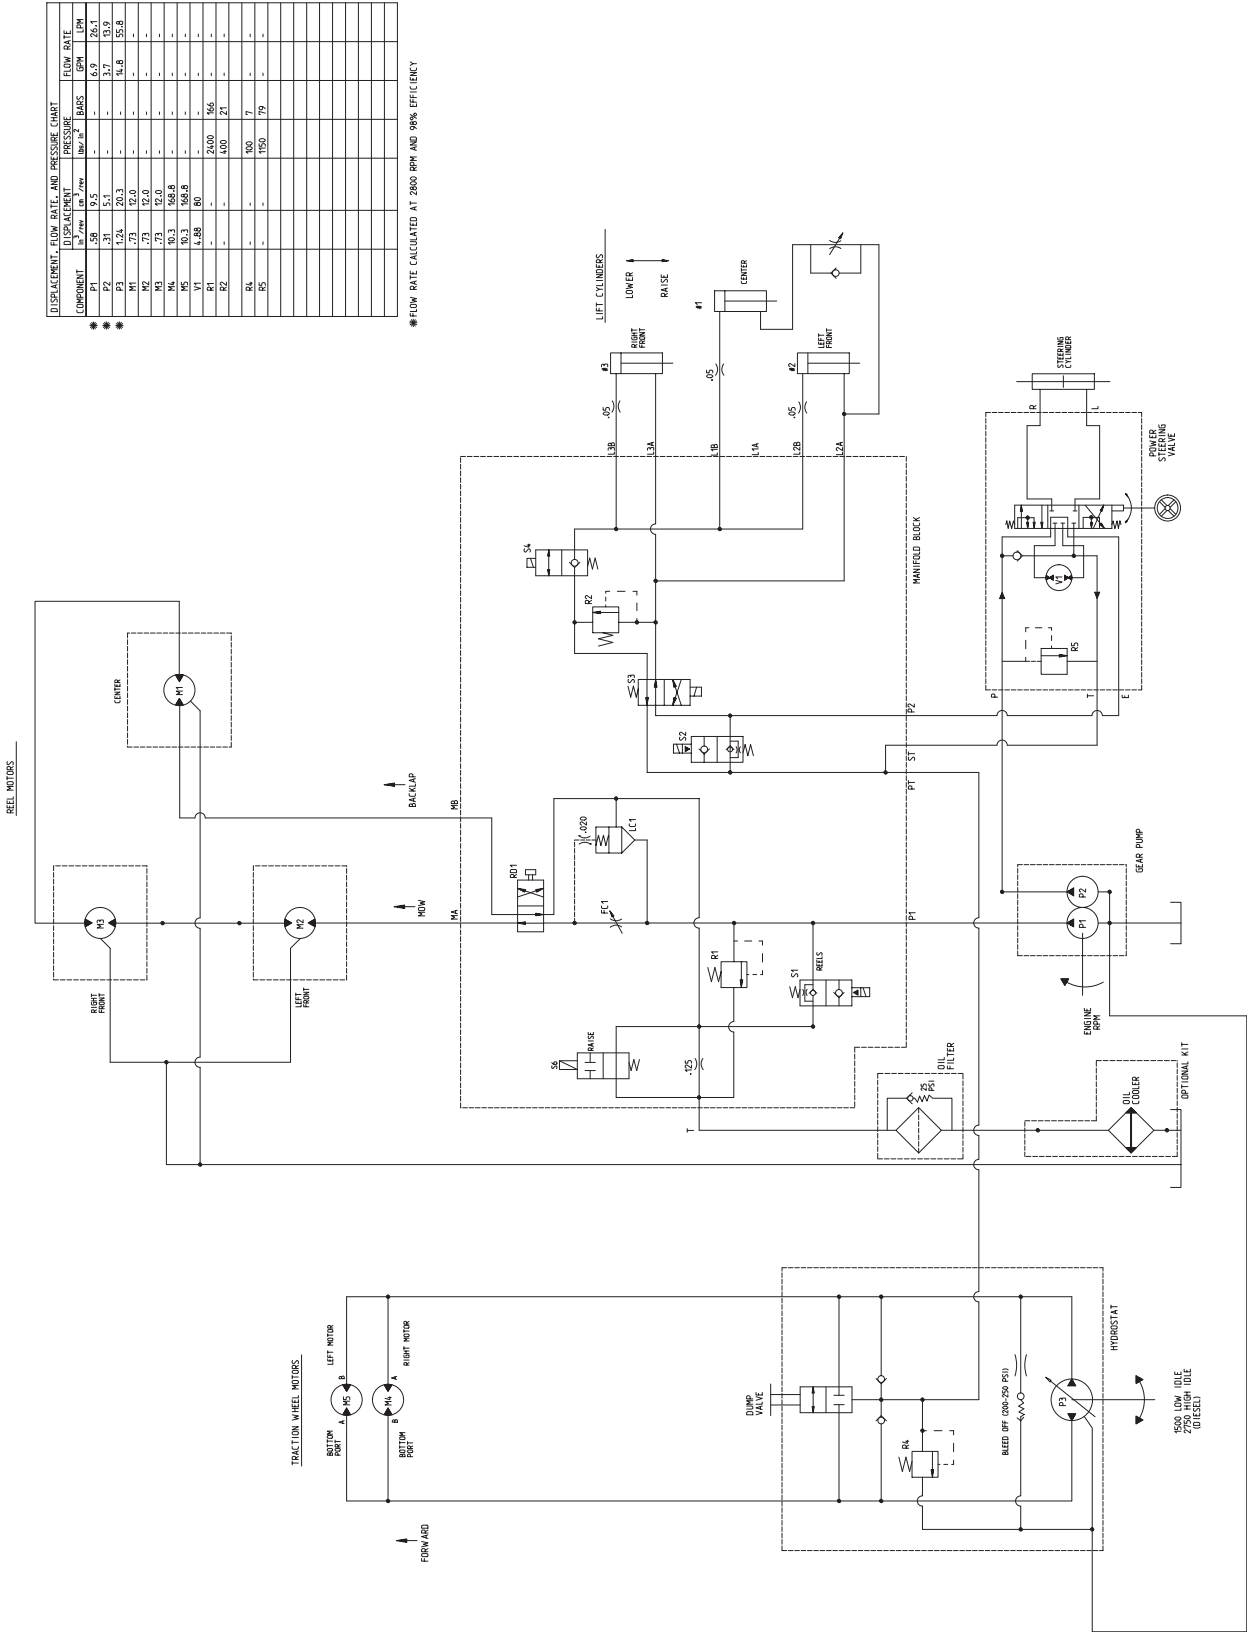 DISPLACEMENT, FLOW RATE, AND PRESSURE CHART
COMPONENT DISPLACEMENT PRESSURE FLOW RATE
in³/rev cm³/rev lbs/in² BARS GPM LPM
✱ P1 .58 9.5 - - 6.9 26.1
✱ P2 .31 5.1 - - 3.7 13.9
✱ P3 1.24 20.3 - - 14.8 55.8
M1 .73 12.0 - - - -
M2 .73 12.0 - - - -
M3 .73 12.0 - - - -
M4 10.3 168.8 - - - -
M5 10.3 168.8 - - - -
V1 4.88 80 - - - -
R1 - - 2400 166 - -
R2 - - 400 21 - -
R4 - - 100 7 - -
R5 - - 1150 79 - -
✱ FLOW RATE CALCULATED AT 2800 RPM AND 98% EFFICIENCY
REEL MOTORS
CENTER
M1
M3
RIGHT
FRONT
M2
LEFT
FRONT
MOW
BACKLAP
MA
MB
LIFT CYLINDERS
LOWER
RAISE
#3
RIGHT
FRONT
#1
CENTER
#2
LEFT
FRONT
.05
.05
.05
L3B
L3A
L1B
L1A
L2B
L2A
MANIFOLD BLOCK
S4
R2
S3
S2
RD1
.020
LC1
FC1
R1
S1
REELS
S6
RAISE
.125
T
P1
PT
ST
P2
STEERING
CYLINDER
R
L
POWER
STEERING
VALVE
V1
R5
P
T
E
GEAR PUMP
P2
P1
ENGINE
RPM
OIL
FILTER
25
PSI
OPTIONAL KIT
OIL
COOLER
TRACTION WHEEL MOTORS
LEFT MOTOR
B
M5
A
BOTTOM
PORT
RIGHT MOTOR
A
M4
B
BOTTOM
PORT
FORWARD
DUMP
VALVE
R4
BLEED OFF (200-250 PSI)
P3
HYDROSTAT
1500 LOW IDLE
2750 HIGH IDLE
(DIESEL)